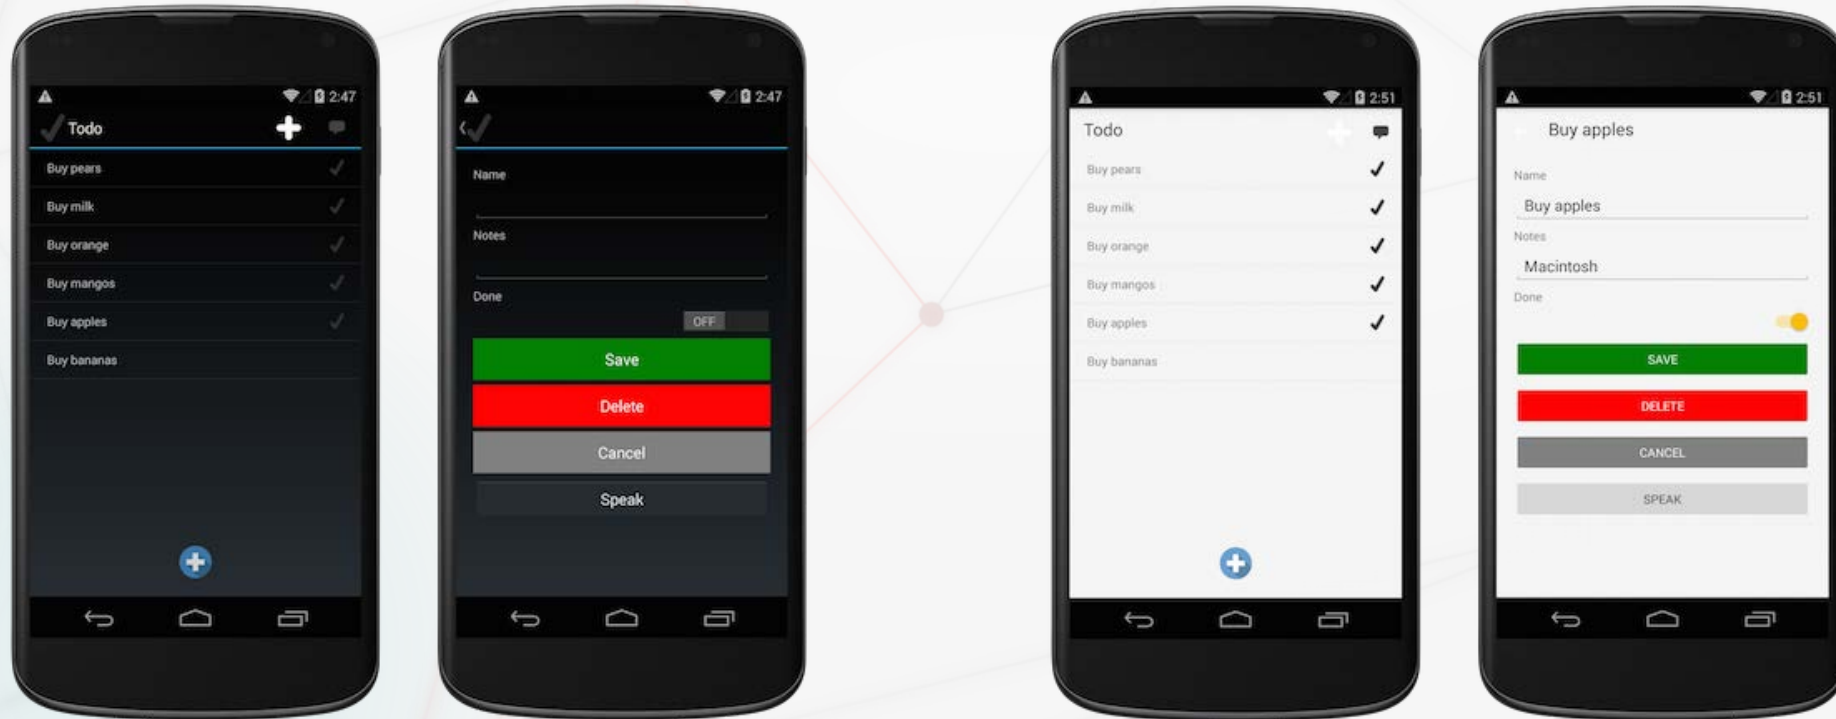 2:47
Todo
Buy pears
Buy milk
Buy orange
Buy mangos
Buy apples
Buy bananas
2:47
Name
Notes
Done
OFF
Save
Delete
Cancel
Speak
2:51
Todo
Buy pears
Buy milk
Buy orange
Buy mangos
Buy apples
Buy bananas
2:51
Buy apples
Name
Buy apples
Notes
Macintosh
Done
SAVE
DELETE
CANCEL
SPEAK